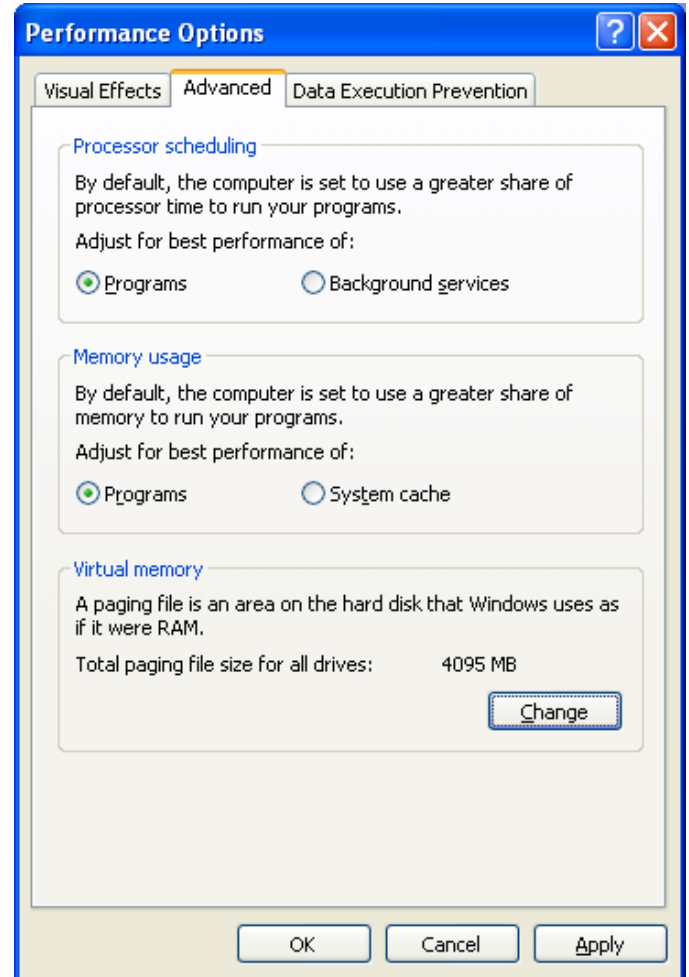 Performance Options
Visual Effects Advanced Data Execution Prevention
Processor scheduling
By default, the computer is set to use a greater share of
processor time to run your programs.
Adjust for best performance of:
Programs Background services
Memory usage
By default, the computer is set to use a greater share of
memory to run your programs.
Adjust for best performance of:
Programs System cache
Virtual memory
A paging file is an area on the hard disk that Windows uses as
if it were RAM.
Total paging file size for all drives: 4095 MB
Change
OK Cancel Apply